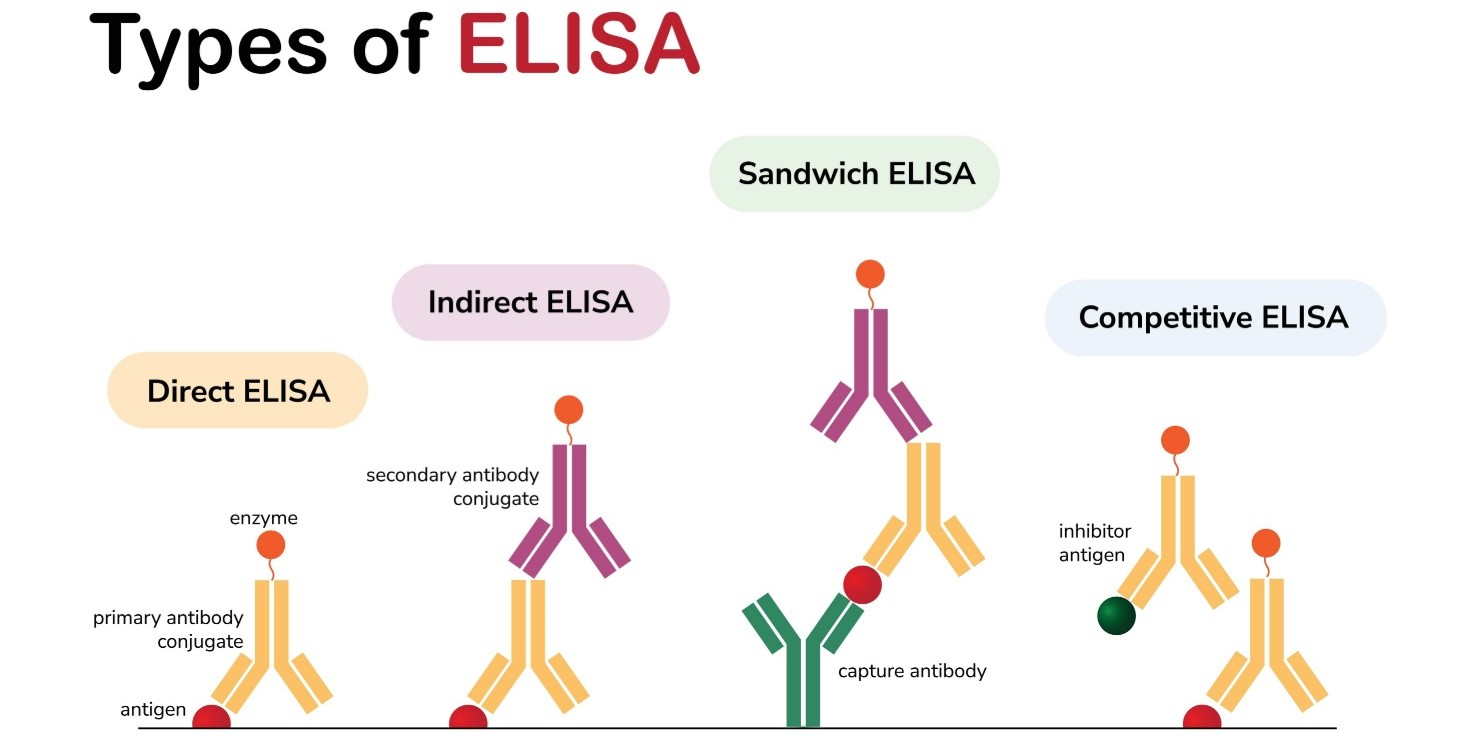 Types of ELISA
Sandwich ELISA
Indirect ELISA
Competitive ELISA
Direct ELISA
secondary antibody
conjugate
enzyme
inhibitor
antigen
primary antibody
conjugate
capture antibody
antigen